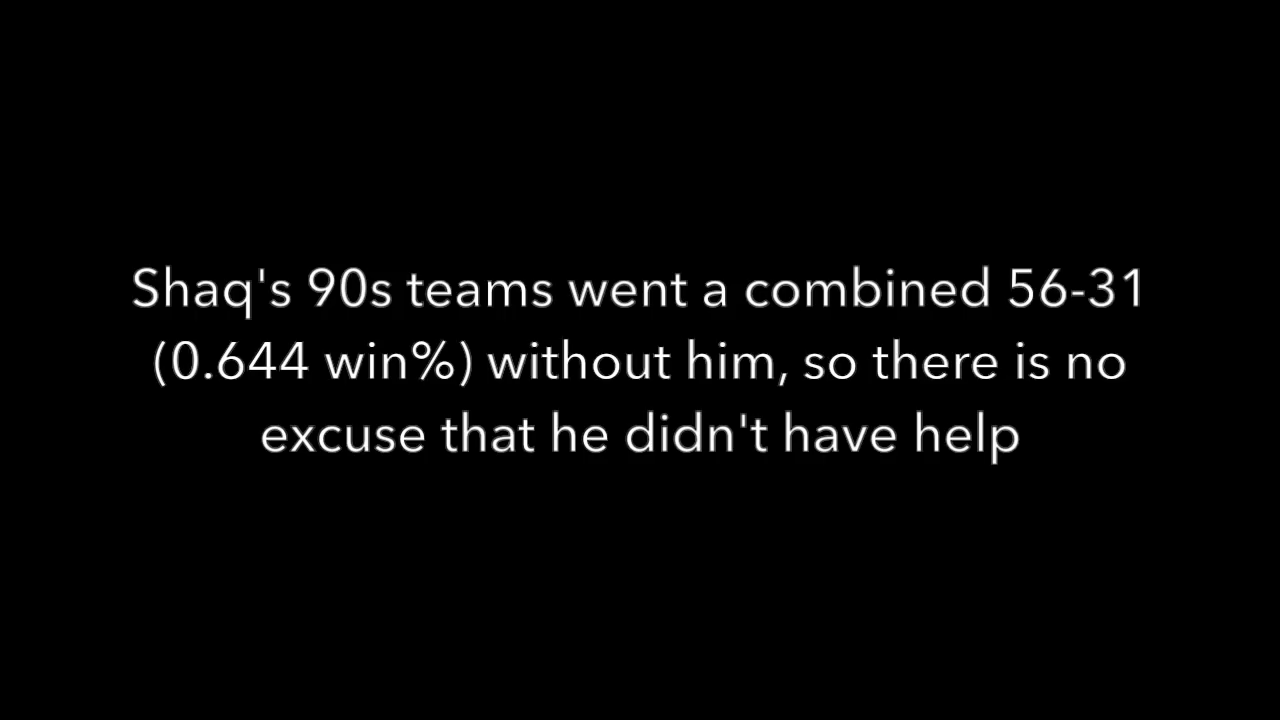 Shaq's 90s teams went a combined 56-31
(0.644 win%) without him, so there is no
excuse that he didn't have help